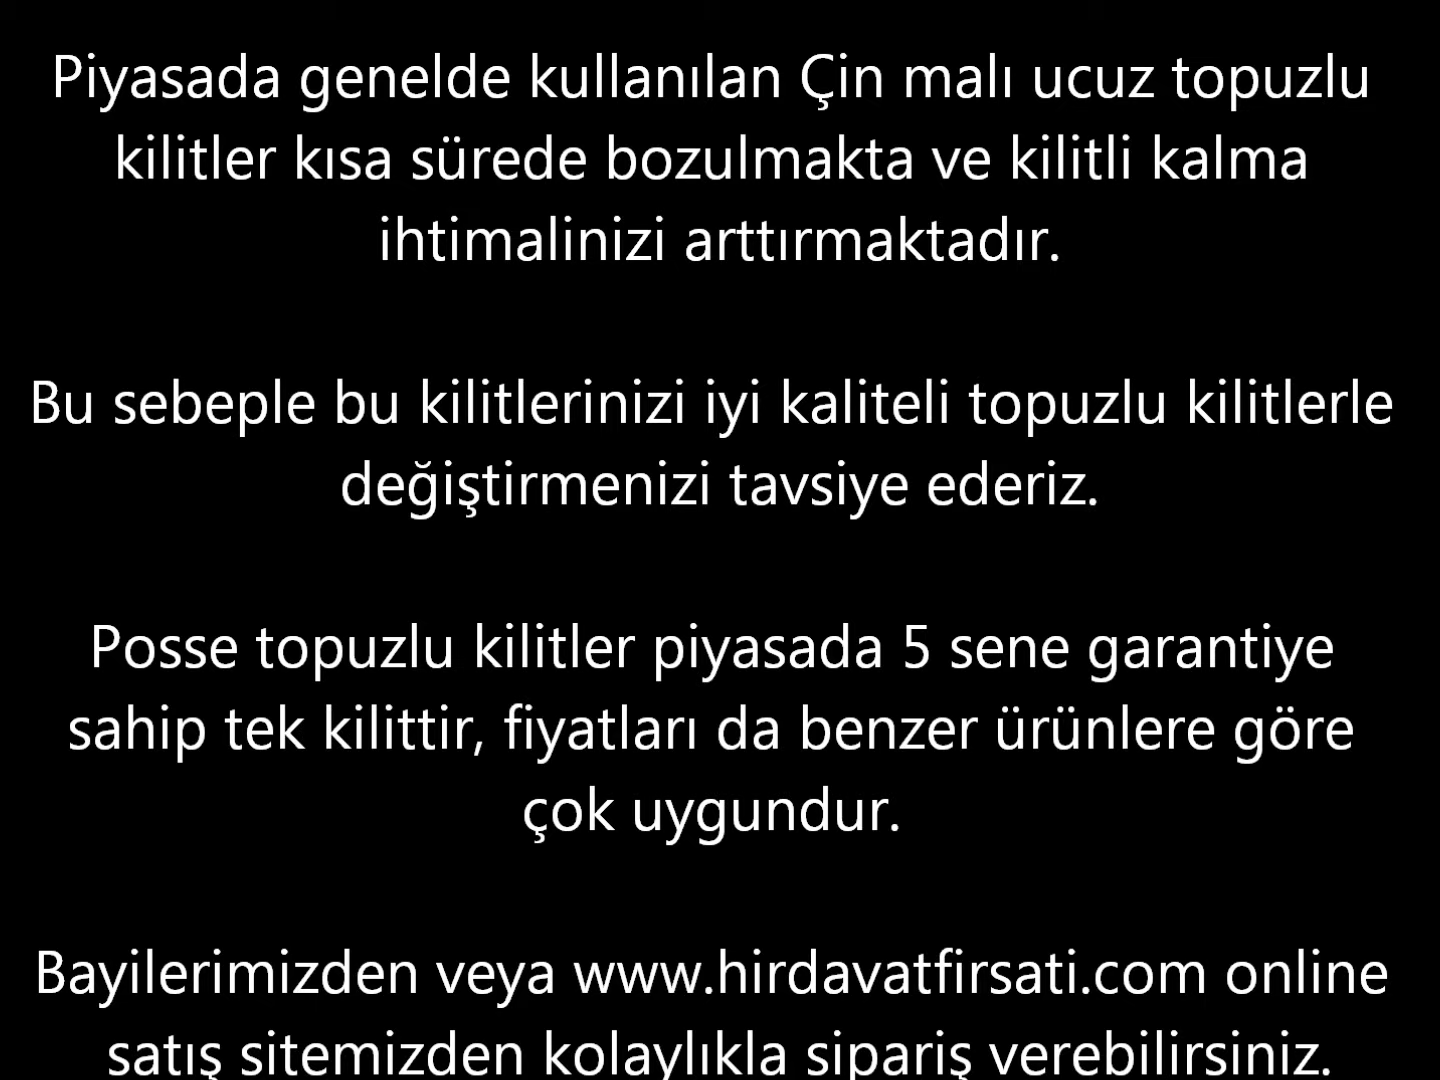 Piyasada genelde kullanılan Çin malı ucuz topuzlu
kilitler kısa sürede bozulmakta ve kilitli kalma
ihtimalinizi arttırmaktadır.
Bu sebeple bu kilitlerinizi iyi kaliteli topuzlu kilitlerle
değiştirmenizi tavsiye ederiz.
Posse topuzlu kilitler piyasada 5 sene garantiye
sahip tek kilittir, fiyatları da benzer ürünlere göre
çok uygundur.
Bayilerimizden veya www.hirdavatfirsati.com online
satış sitemizden kolaylıkla sipariş verebilirsiniz.